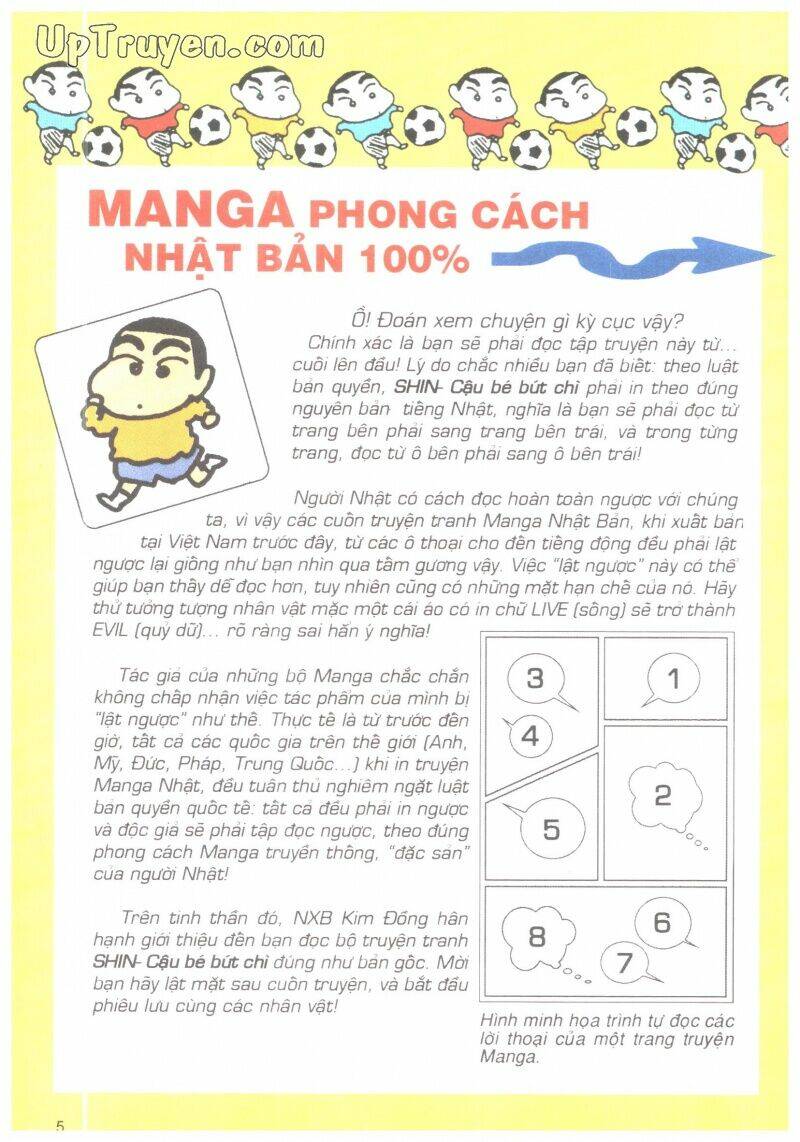 UpTruyen.com
MANGA PHONG CÁCH
NHẬT BẢN 100%
Ồ! Đoán xem chuyện gì kỳ cục vậy?
Chính xác là bạn sẽ phải đọc tập truyện này từ...
cuối lên đầu! Lý do chắc nhiều bạn đã biết: theo luật
bản quyền, SHIN- Cậu bé bút chì phải in theo đúng
nguyên bản tiếng Nhật, nghĩa là bạn sẽ phải đọc từ
trang bên phải sang trang bên trái, và trong từng
trang, đọc từ ô bên phải sang ô bên trái!
Người Nhật có cách đọc hoàn toàn ngược với chúng
ta, vì vậy các cuốn truyện tranh Manga Nhật Bản, khi xuất bản
tại Việt Nam trước đây, từ các ô thoại cho đến tiếng động đều phải lật
ngược lại giống như bạn nhìn qua tấm gương vậy. Việc "lật ngược" này có thể
giúp bạn thấy dễ đọc hơn, tuy nhiên cũng có những mặt hạn chế của nó. Hãy
thử tưởng tượng nhân vật mặc một cái áo có in chữ LIVE (sống) sẽ trở thành
EVIL (quỷ dữ)... rõ ràng sai hẳn ý nghĩa!
Tác giả của những bộ Manga chắc chắn
không chấp nhận việc tác phẩm của mình bị
"lật ngược" như thế. Thực tế là từ trước đến
giờ, tất cả các quốc gia trên thế giới (Anh,
Mỹ, Đức, Pháp, Trung Quốc...) khi in truyện
Manga Nhật, đều tuân thủ nghiêm ngặt luật
bản quyền quốc tế: tất cả đều phải in ngược
và độc giả sẽ phải tập đọc ngược, theo đúng
phong cách Manga truyền thống, "đặc sản"
của người Nhật!
Trên tinh thần đó, NXB Kim Đồng hân
hạnh giới thiệu đến bạn đọc bộ truyện tranh
SHIN- Cậu bé bút chì đúng như bản gốc. Mời
bạn hãy lật mặt sau cuốn truyện, và bắt đầu
phiêu lưu cùng các nhân vật!
1
2
3
4
5
6
7
8
Hình minh họa trình tự đọc các
lời thoại của một trang truyện
Manga.
5